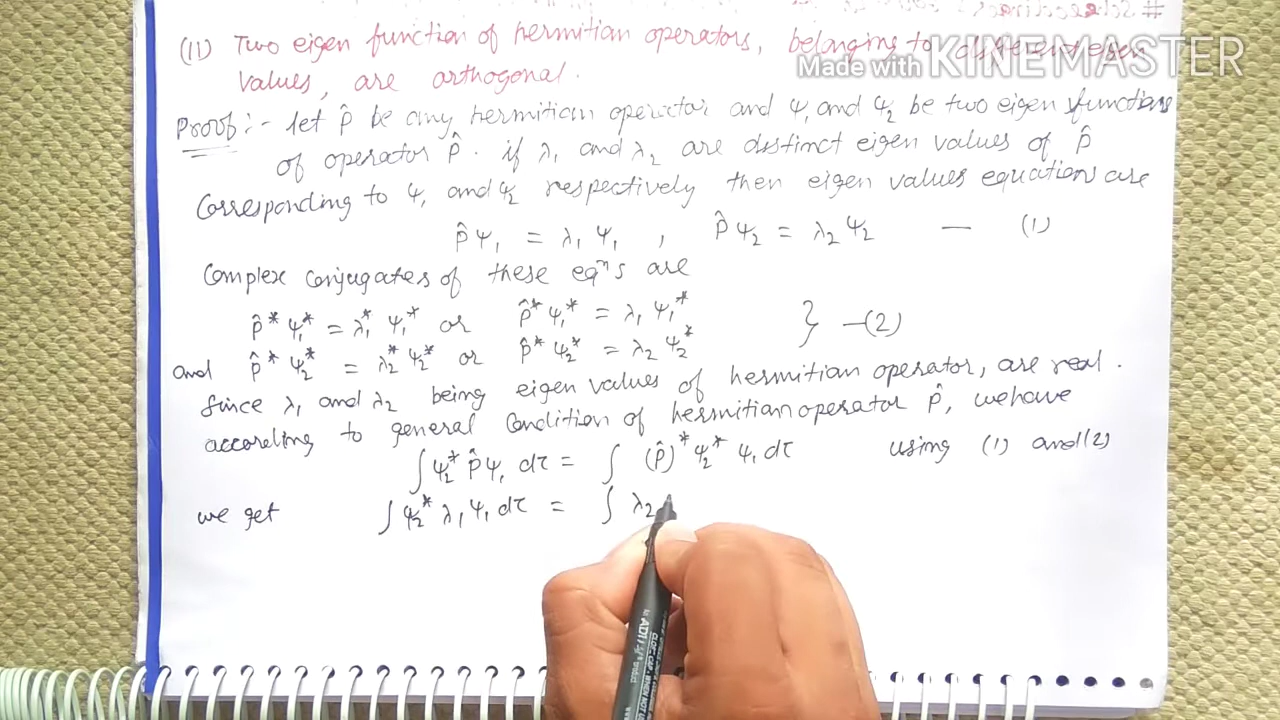 (II) Two eigen function of hermitian operators, belonging to different eigen
values, are orthogonal.
Made with KINEMASTER
Proof :- let P̂ be any hermitian operator and Ψ₁ and Ψ₂ be two eigen functions
of operator P̂. if λ₁ and λ₂ are distinct eigen values of P̂
Corresponding to Ψ₁ and Ψ₂ respectively then eigen values equation are
P̂Ψ₁ = λ₁Ψ₁ , P̂Ψ₂ = λ₂Ψ₂ — (1)
Complex Conjugates of these eqⁿs are
P̂*Ψ₁* = λ₁* Ψ₁* or P̂*Ψ₁* = λ₁Ψ₁*
and P̂*Ψ₂* = λ₂*Ψ₂* or P̂*Ψ₂* = λ₂Ψ₂* } —(2)
Since λ₁ and λ₂ being eigen values of hermitian operator, are real.
according to general Condition of hermitian operator P̂, we have
∫Ψ₂* P̂Ψ₁ dτ = ∫ (P̂)*Ψ₂* Ψ₁ dτ using (1) and (2)
we get ∫Ψ₂* λ₁Ψ₁ dτ = ∫ λ₂
ADI